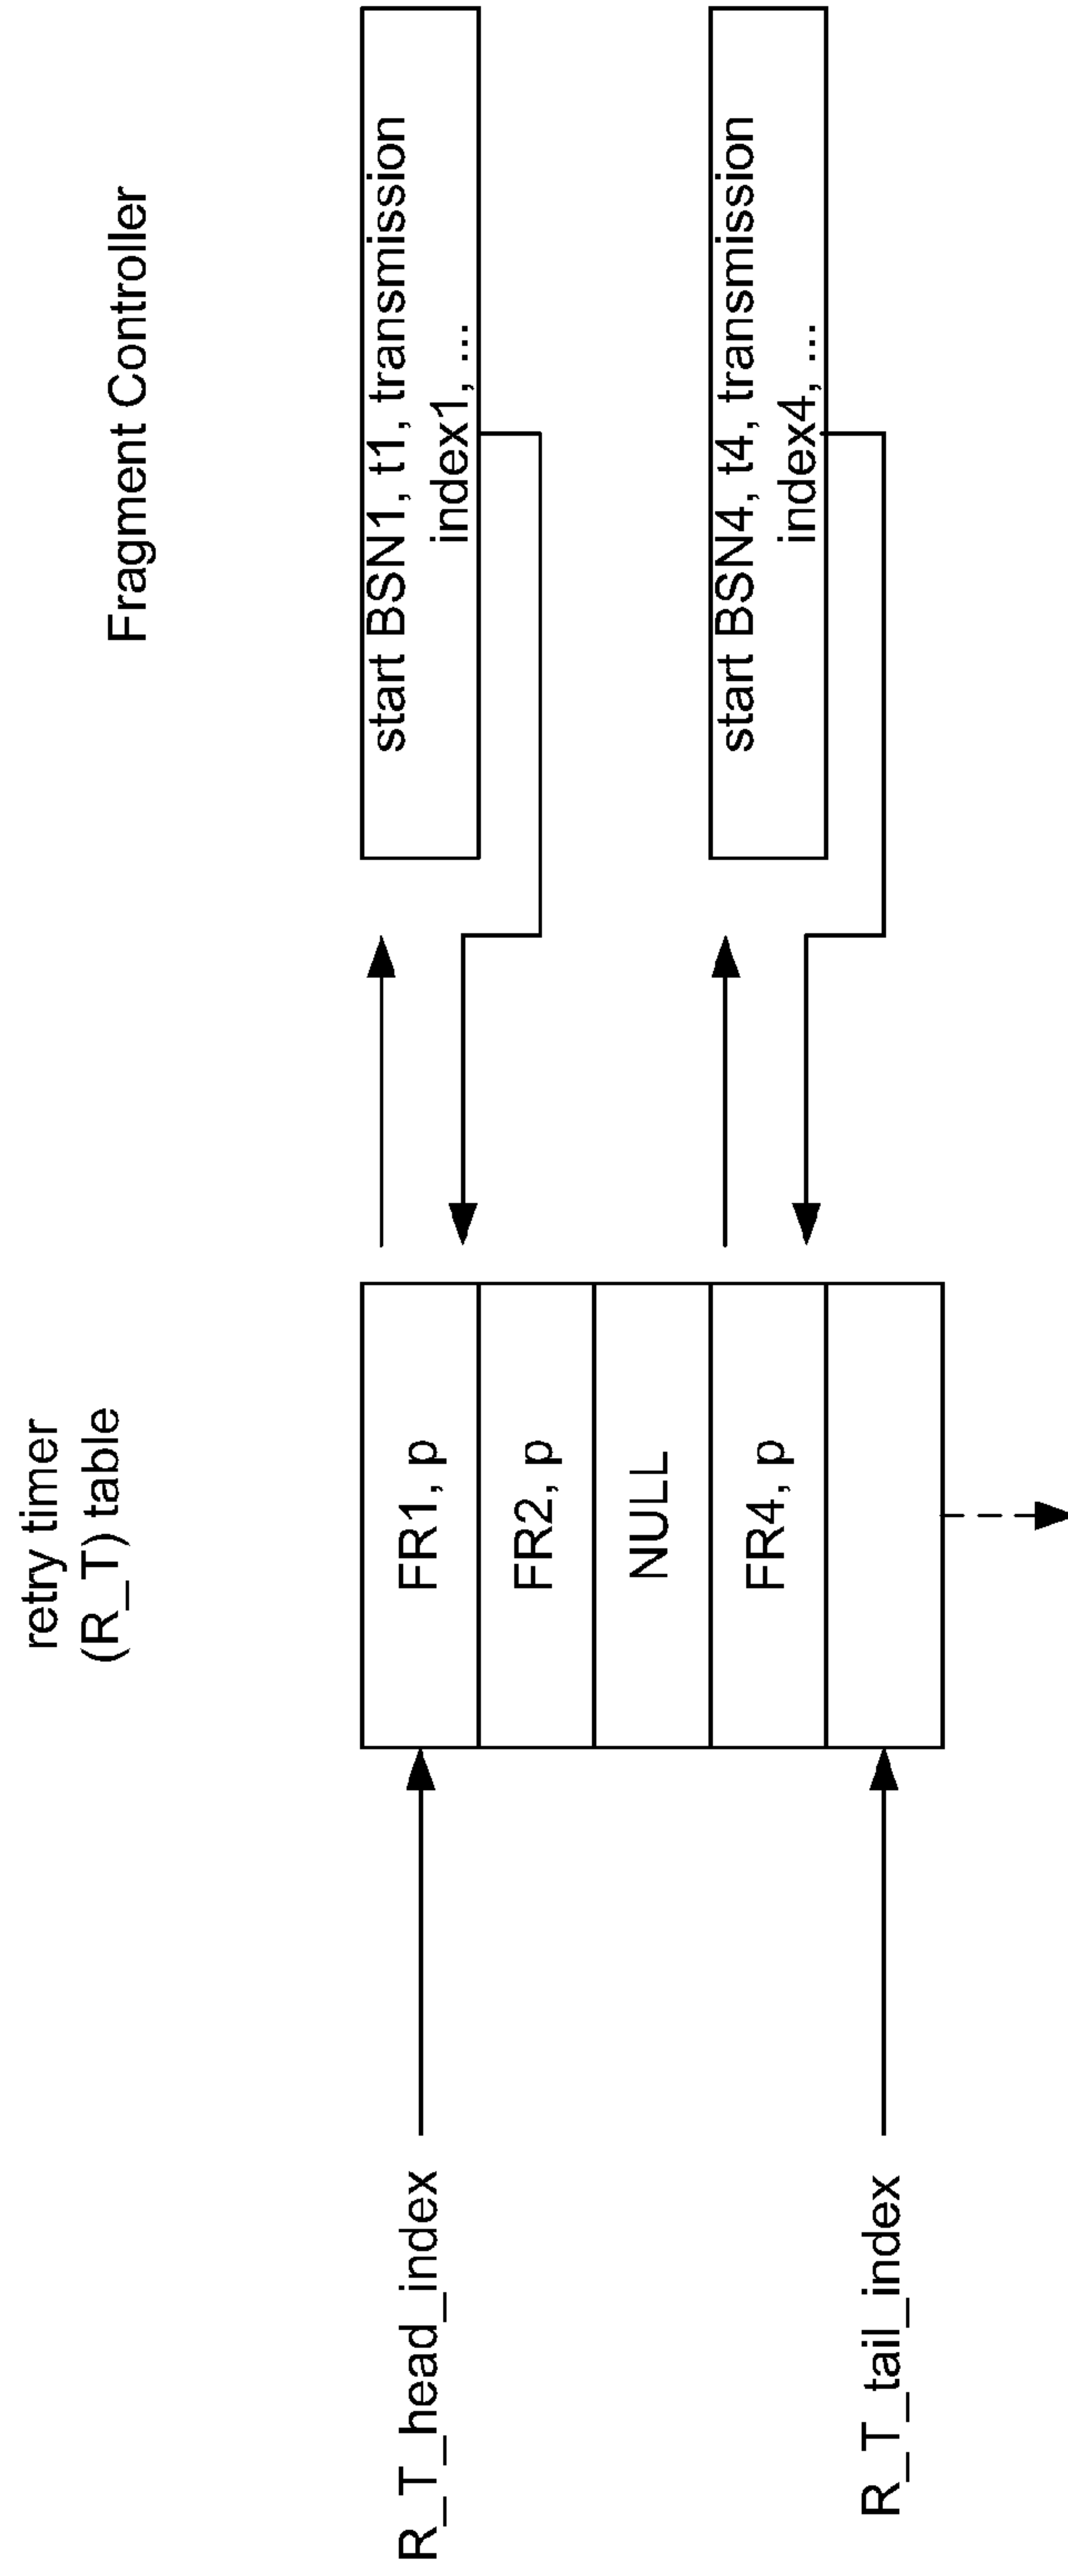 retry timer
(R_T) table
Fragment Controller
R_T_head_index
FR1, p
start BSN1, t1, transmission
index1, ...
FR2, p
NULL
FR4, p
start BSN4, t4, transmission
index4, ...
R_T_tail_index